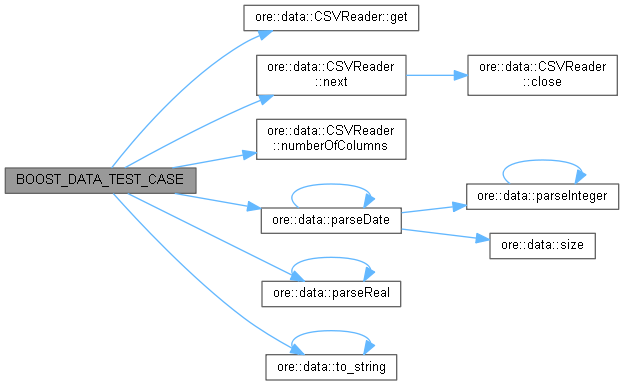 ore::data::CSVReader::get
ore::data::CSVReader
::next
ore::data::CSVReader
::close
ore::data::CSVReader
::numberOfColumns
BOOST_DATA_TEST_CASE
ore::data::parseDate
ore::data::parseInteger
ore::data::size
ore::data::parseReal
ore::data::to_string